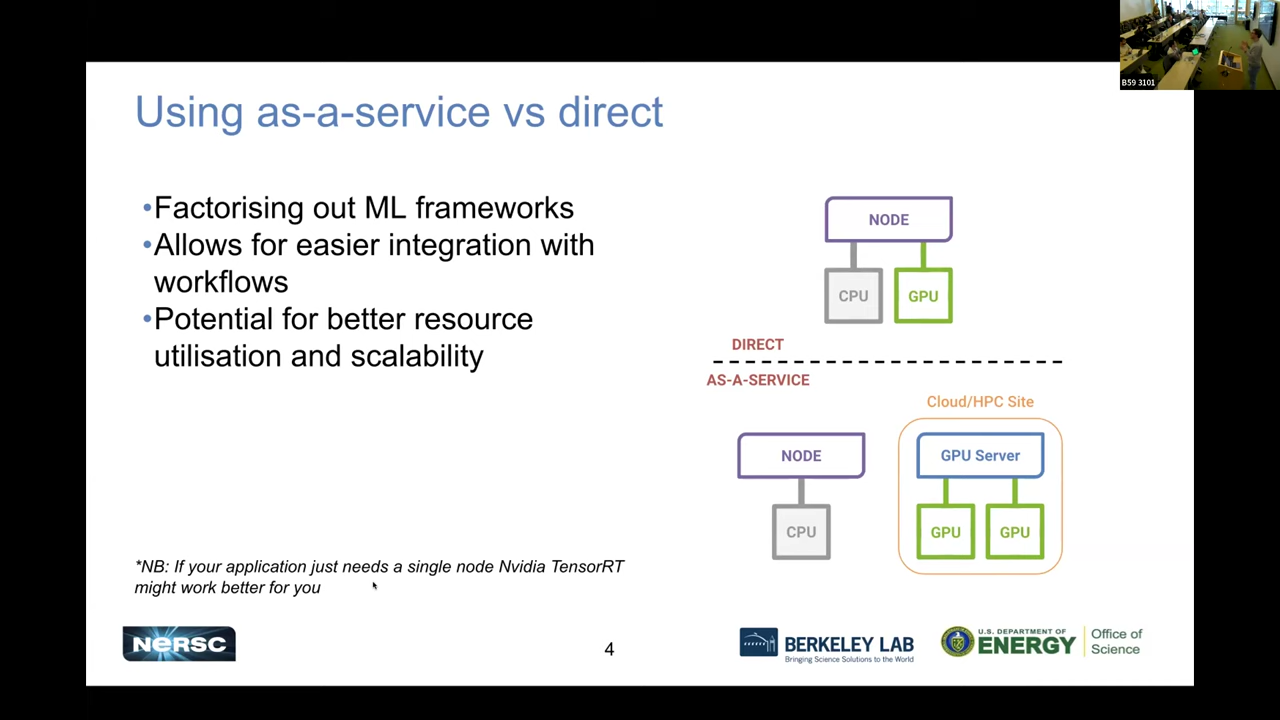 B59 3101
Using as-a-service vs direct
•Factorising out ML frameworks
•Allows for easier integration with
workflows
•Potential for better resource
utilisation and scalability
NODE
CPU
GPU
DIRECT
AS-A-SERVICE
Cloud/HPC Site
NODE
GPU Server
CPU
GPU
GPU
*NB: If your application just needs a single node Nvidia TensorRT
might work better for you
NERSC
4
BERKELEY LAB
Bringing Science Solutions to the World
U.S. DEPARTMENT OF
ENERGY
Office of
Science